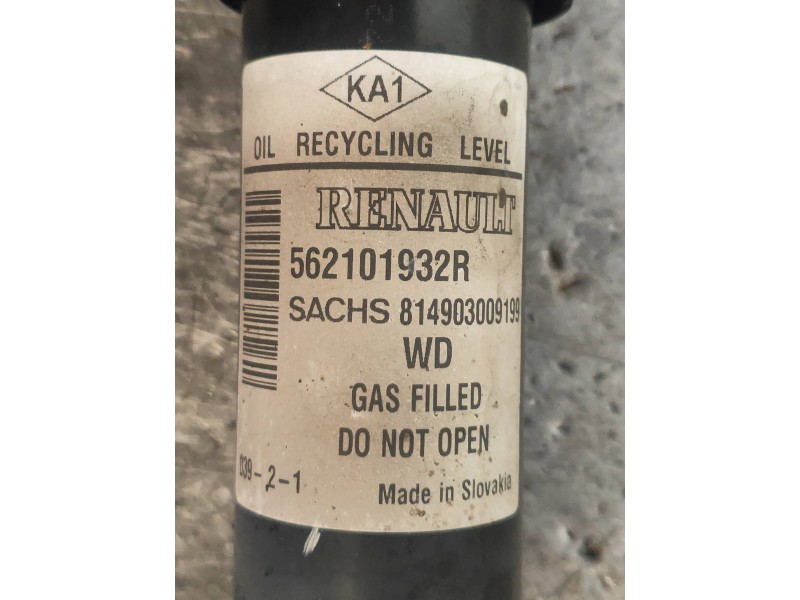 KA1
OIL RECYCLING LEVEL
RENAULT
562101932R
SACHS 814903009199
WD
GAS FILLED
DO NOT OPEN
039-2-1
Made in Slovakia